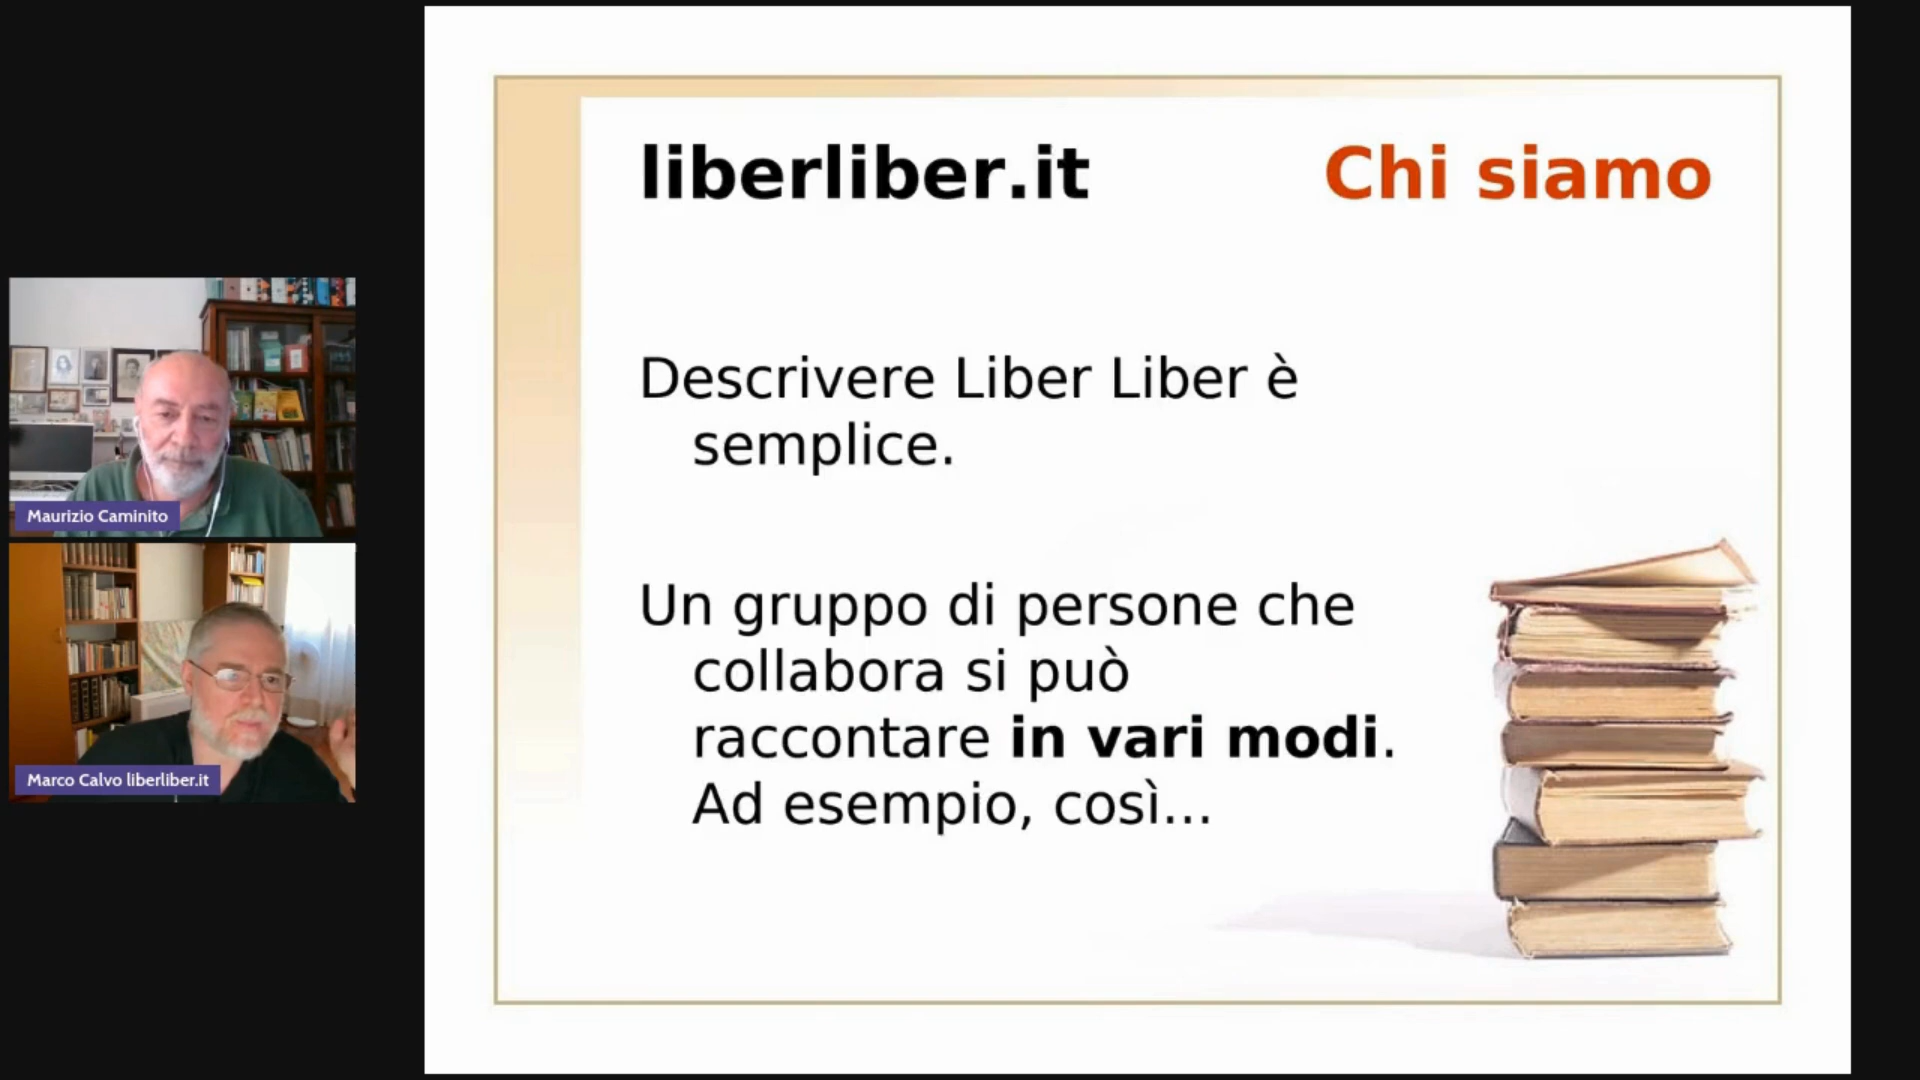 liberliber.it
Chi siamo
Descrivere Liber Liber è
semplice.
Un gruppo di persone che
collabora si può
raccontare in vari modi.
Ad esempio, così...
Maurizio Caminito
Marco Calvo liberliber.it